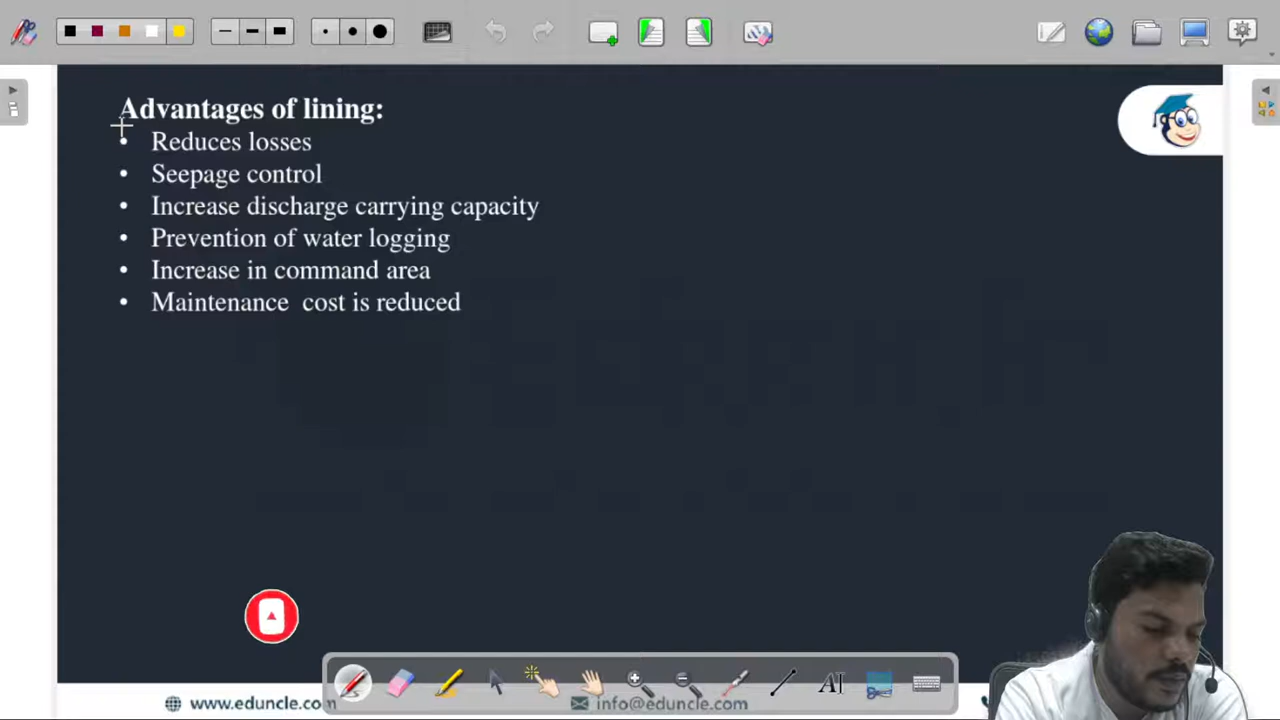 Advantages of lining:
• Reduces losses
• Seepage control
• Increase discharge carrying capacity
• Prevention of water logging
• Increase in command area
• Maintenance cost is reduced
www.eduncle.com
info@eduncle.com